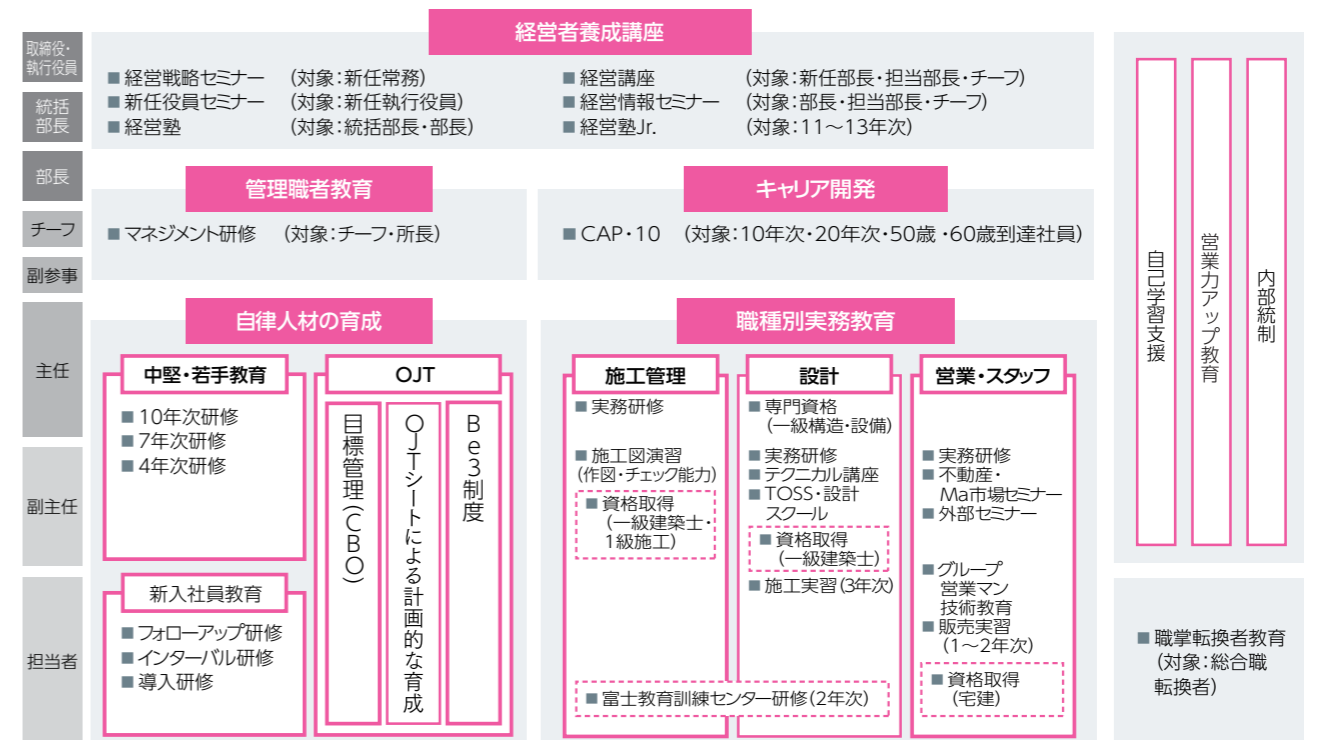 取締役・
執行役員
統括
部長
部長
チーフ
副参事
主任
副主任
担当者
経営者養成講座
■経営戦略セミナー (対象:新任常務)
■新任役員セミナー (対象:新任執行役員)
■経営塾 (対象:統括部長・部長)
■経営講座 (対象:新任部長・担当部長・チーフ)
■経営情報セミナー (対象:部長・担当部長・チーフ)
■経営塾Jr. (対象:11〜13年次)
管理職者教育
■マネジメント研修 (対象:チーフ・所長)
キャリア開発
■CAP・10 (対象:10年次・20年次・50歳・60歳到達社員)
自律人材の育成
中堅・若手教育
■10年次研修
■7年次研修
■4年次研修
新入社員教育
■フォローアップ研修
■インターバル研修
■導入研修
OJT
目標管理(CBO)
OJTシートによる計画的な育成
Be3制度
職種別実務教育
施工管理
■実務研修
■施工図演習
(作図・チェック能力)
■資格取得
(一級建築士・
1級施工)
設計
■専門資格
(一級構造・設備)
■実務研修
■テクニカル講座
■TOSS・設計
スクール
■資格取得
(一級建築士)
■施工実習(3年次)
■富士教育訓練センター研修(2年次)
営業・スタッフ
■実務研修
■不動産・
Ma市場セミナー
■外部セミナー
■グループ
営業マン
技術教育
■販売実習
(1〜2年次)
■資格取得
(宅建)
自己学習支援
営業力アップ教育
内部統制
■職掌転換者教育
(対象:総合職
転換者)